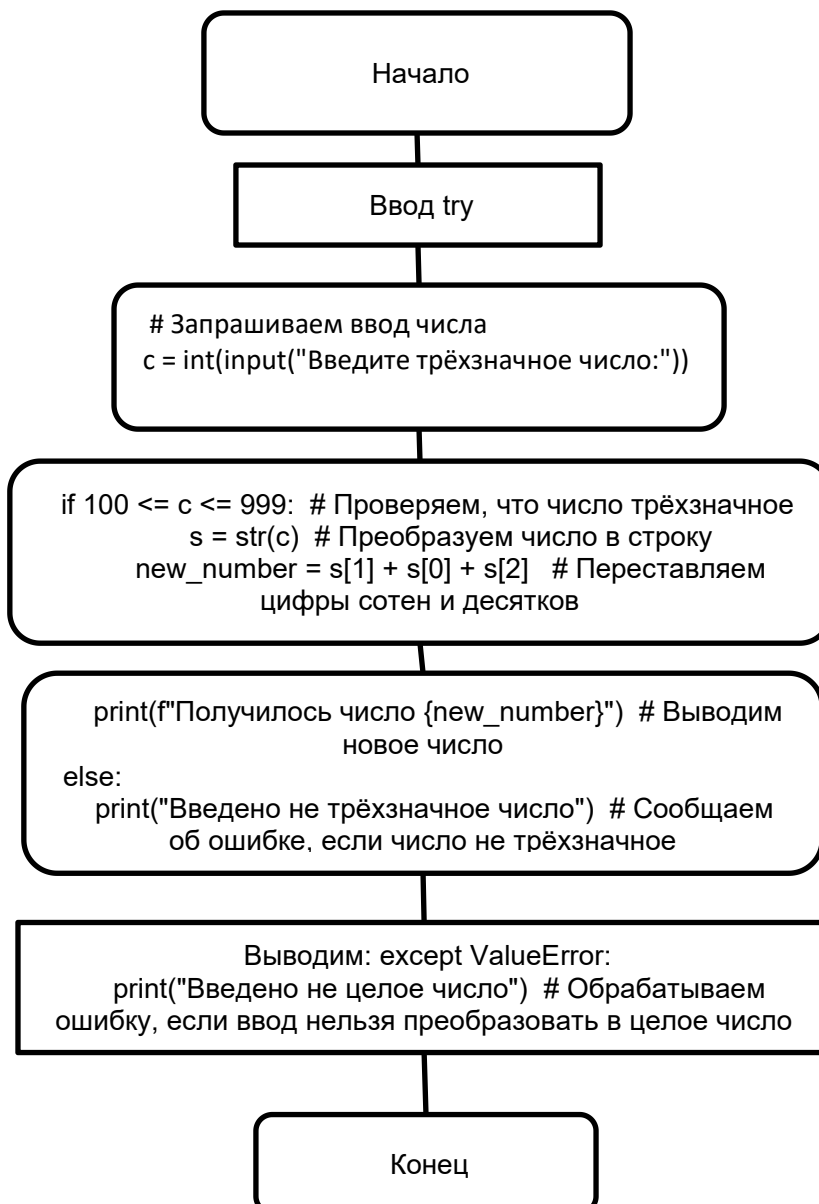 Начало
Ввод try
# Запрашиваем ввод числа
c = int(input("Введите трёхзначное число:"))
if 100 <= c <= 999:  # Проверяем, что число трёхзначное
s = str(c)  # Преобразуем число в строку
new_number = s[1] + s[0] + s[2]   # Переставляем
цифры сотен и десятков
print(f"Получилось число {new_number}")  # Выводим
новое число
else:
print("Введено не трёхзначное число")  # Сообщаем
об ошибке, если число не трёхзначное
Выводим: except ValueError:
print("Введено не целое число")  # Обрабатываем
ошибку, если ввод нельзя преобразовать в целое число
Конец